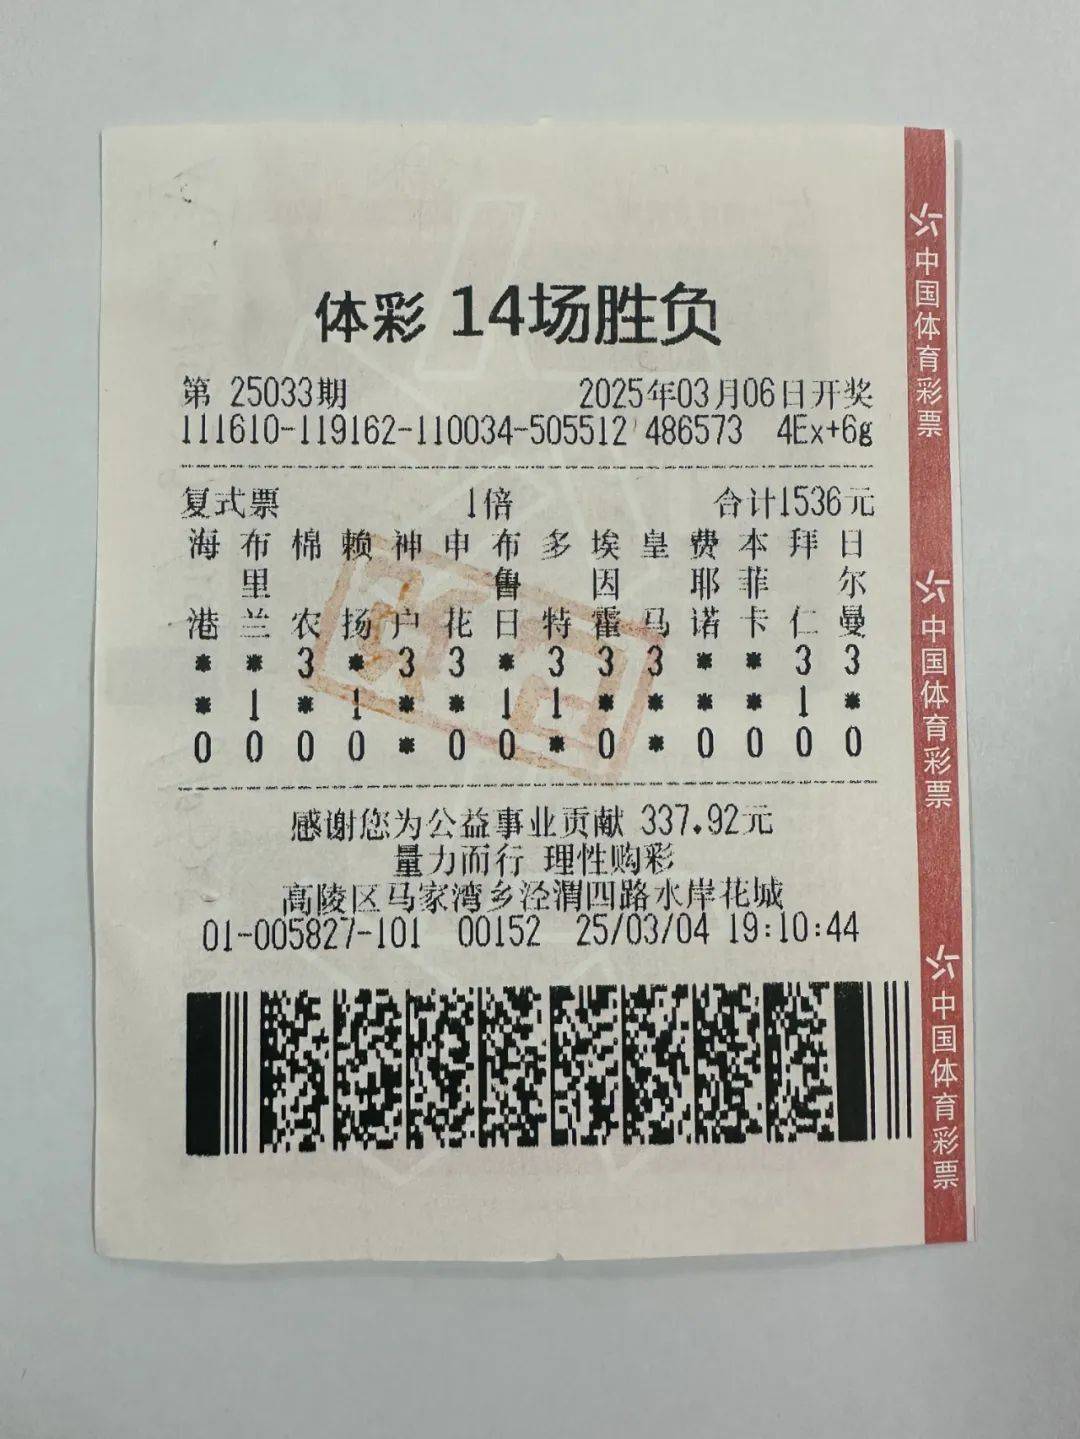 体彩 14场胜负
第 25033期 2025年03月06日开奖
111610-119162-110034-505512 486573 4Ex+6g
复式票 1倍 合计1536元
海港 布里兰 棉农 赖扬 神户 申花 布鲁日 多特 埃因霍 皇马 费耶诺 本菲卡 拜仁 日尔曼
* * 3 * 3 3 * 3 3 3 * * 3 3
* 1 * 1 * * 1 1 * * * * 1 *
0 0 0 0 * 0 0 * 0 * 0 0 0 0
感谢您为公益事业贡献 337.92元
量力而行 理性购彩
高陵区马家湾乡泾渭四路水岸花城
01-005827-101 00152 25/03/04 19:10:44
中国体育彩票
中国体育彩票
中国体育彩票